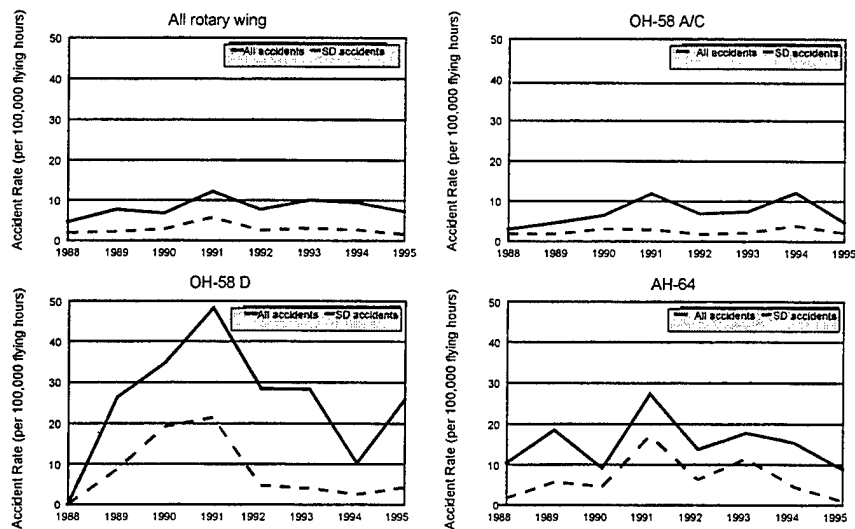 All rotary wing
Accident Rate (per 100,000 flying hours)
All accidents SD accidents
50
40
30
20
10
0
1988 1989 1990 1991 1992 1993 1994 1995
OH-58 A/C
Accident Rate (per 100,000 flying hours)
All accidents SD accidents
50
40
30
20
10
0
1988 1989 1990 1991 1992 1993 1994 1995
OH-58 D
Accident Rate (per 100,000 flying hours)
All accidents SD accidents
50
40
30
20
10
0
1988 1989 1990 1991 1992 1993 1994 1995
AH-64
Accident Rate (per 100,000 flying hours)
All accidents SD accidents
50
40
30
20
10
0
1988 1989 1990 1991 1992 1993 1994 1995